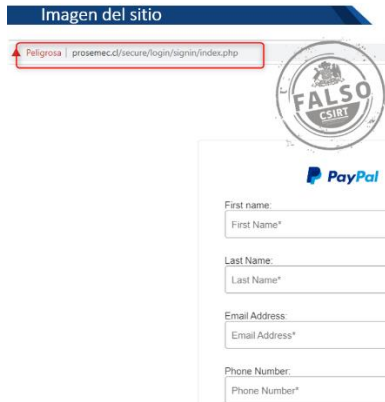 Imagen del sitio
Peligrosa | prosemec.cl/secure/login/signin/index.php
FALSO
CSIRT
PayPal
First name:
First Name*
Last Name:
Last Name*
Email Address:
Email Address*
Phone Number:
Phone Number*